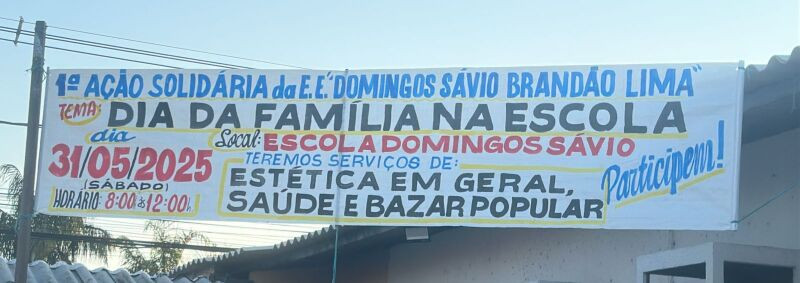 1ª AÇÃO SOLIDÁRIA da E.E. "DOMINGOS SÁVIO BRANDÃO LIMA"
TEMA: DIA DA FAMÍLIA NA ESCOLA
dia
31/05/2025
(SÁBADO)
HORÁRIO: 8:00 às 12:00hs
Local: ESCOLA DOMINGOS SÁVIO
TEREMOS SERVIÇOS DE:
ESTÉTICA EM GERAL,
SAÚDE E BAZAR POPULAR
Participem!